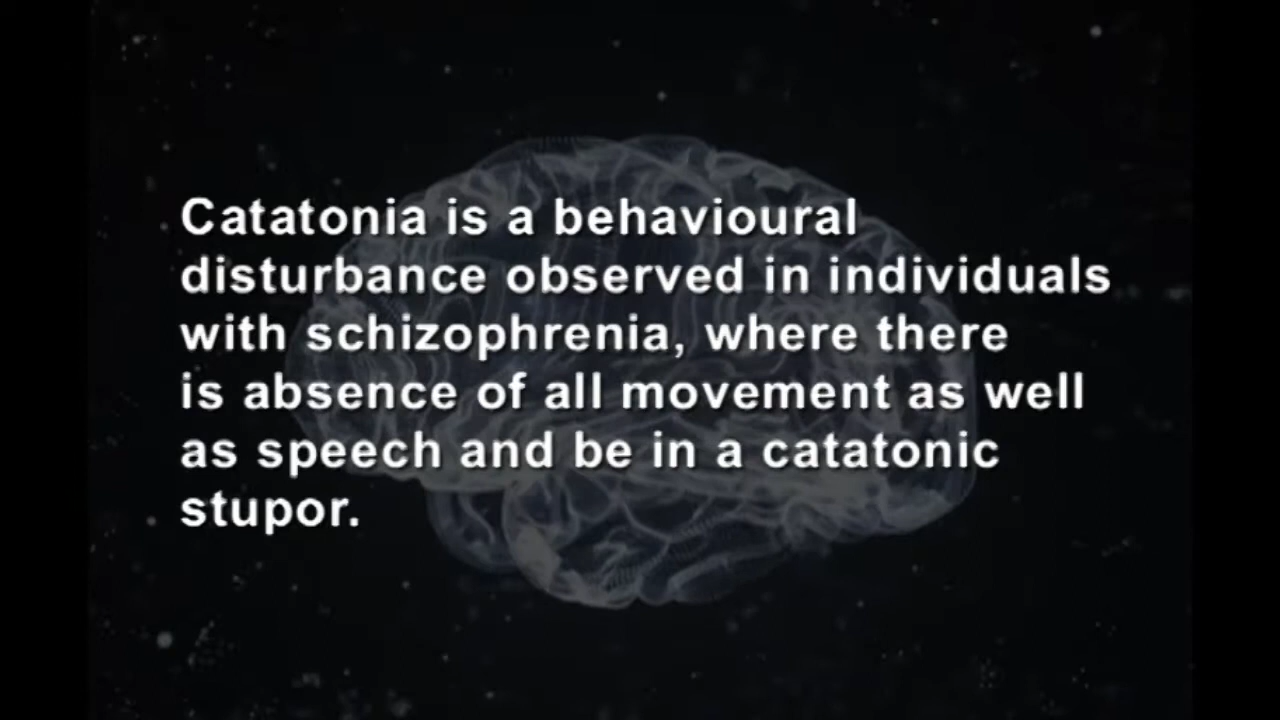 Catatonia is a behavioural
disturbance observed in individuals
with schizophrenia, where there
is absence of all movement as well
as speech and be in a catatonic
stupor.